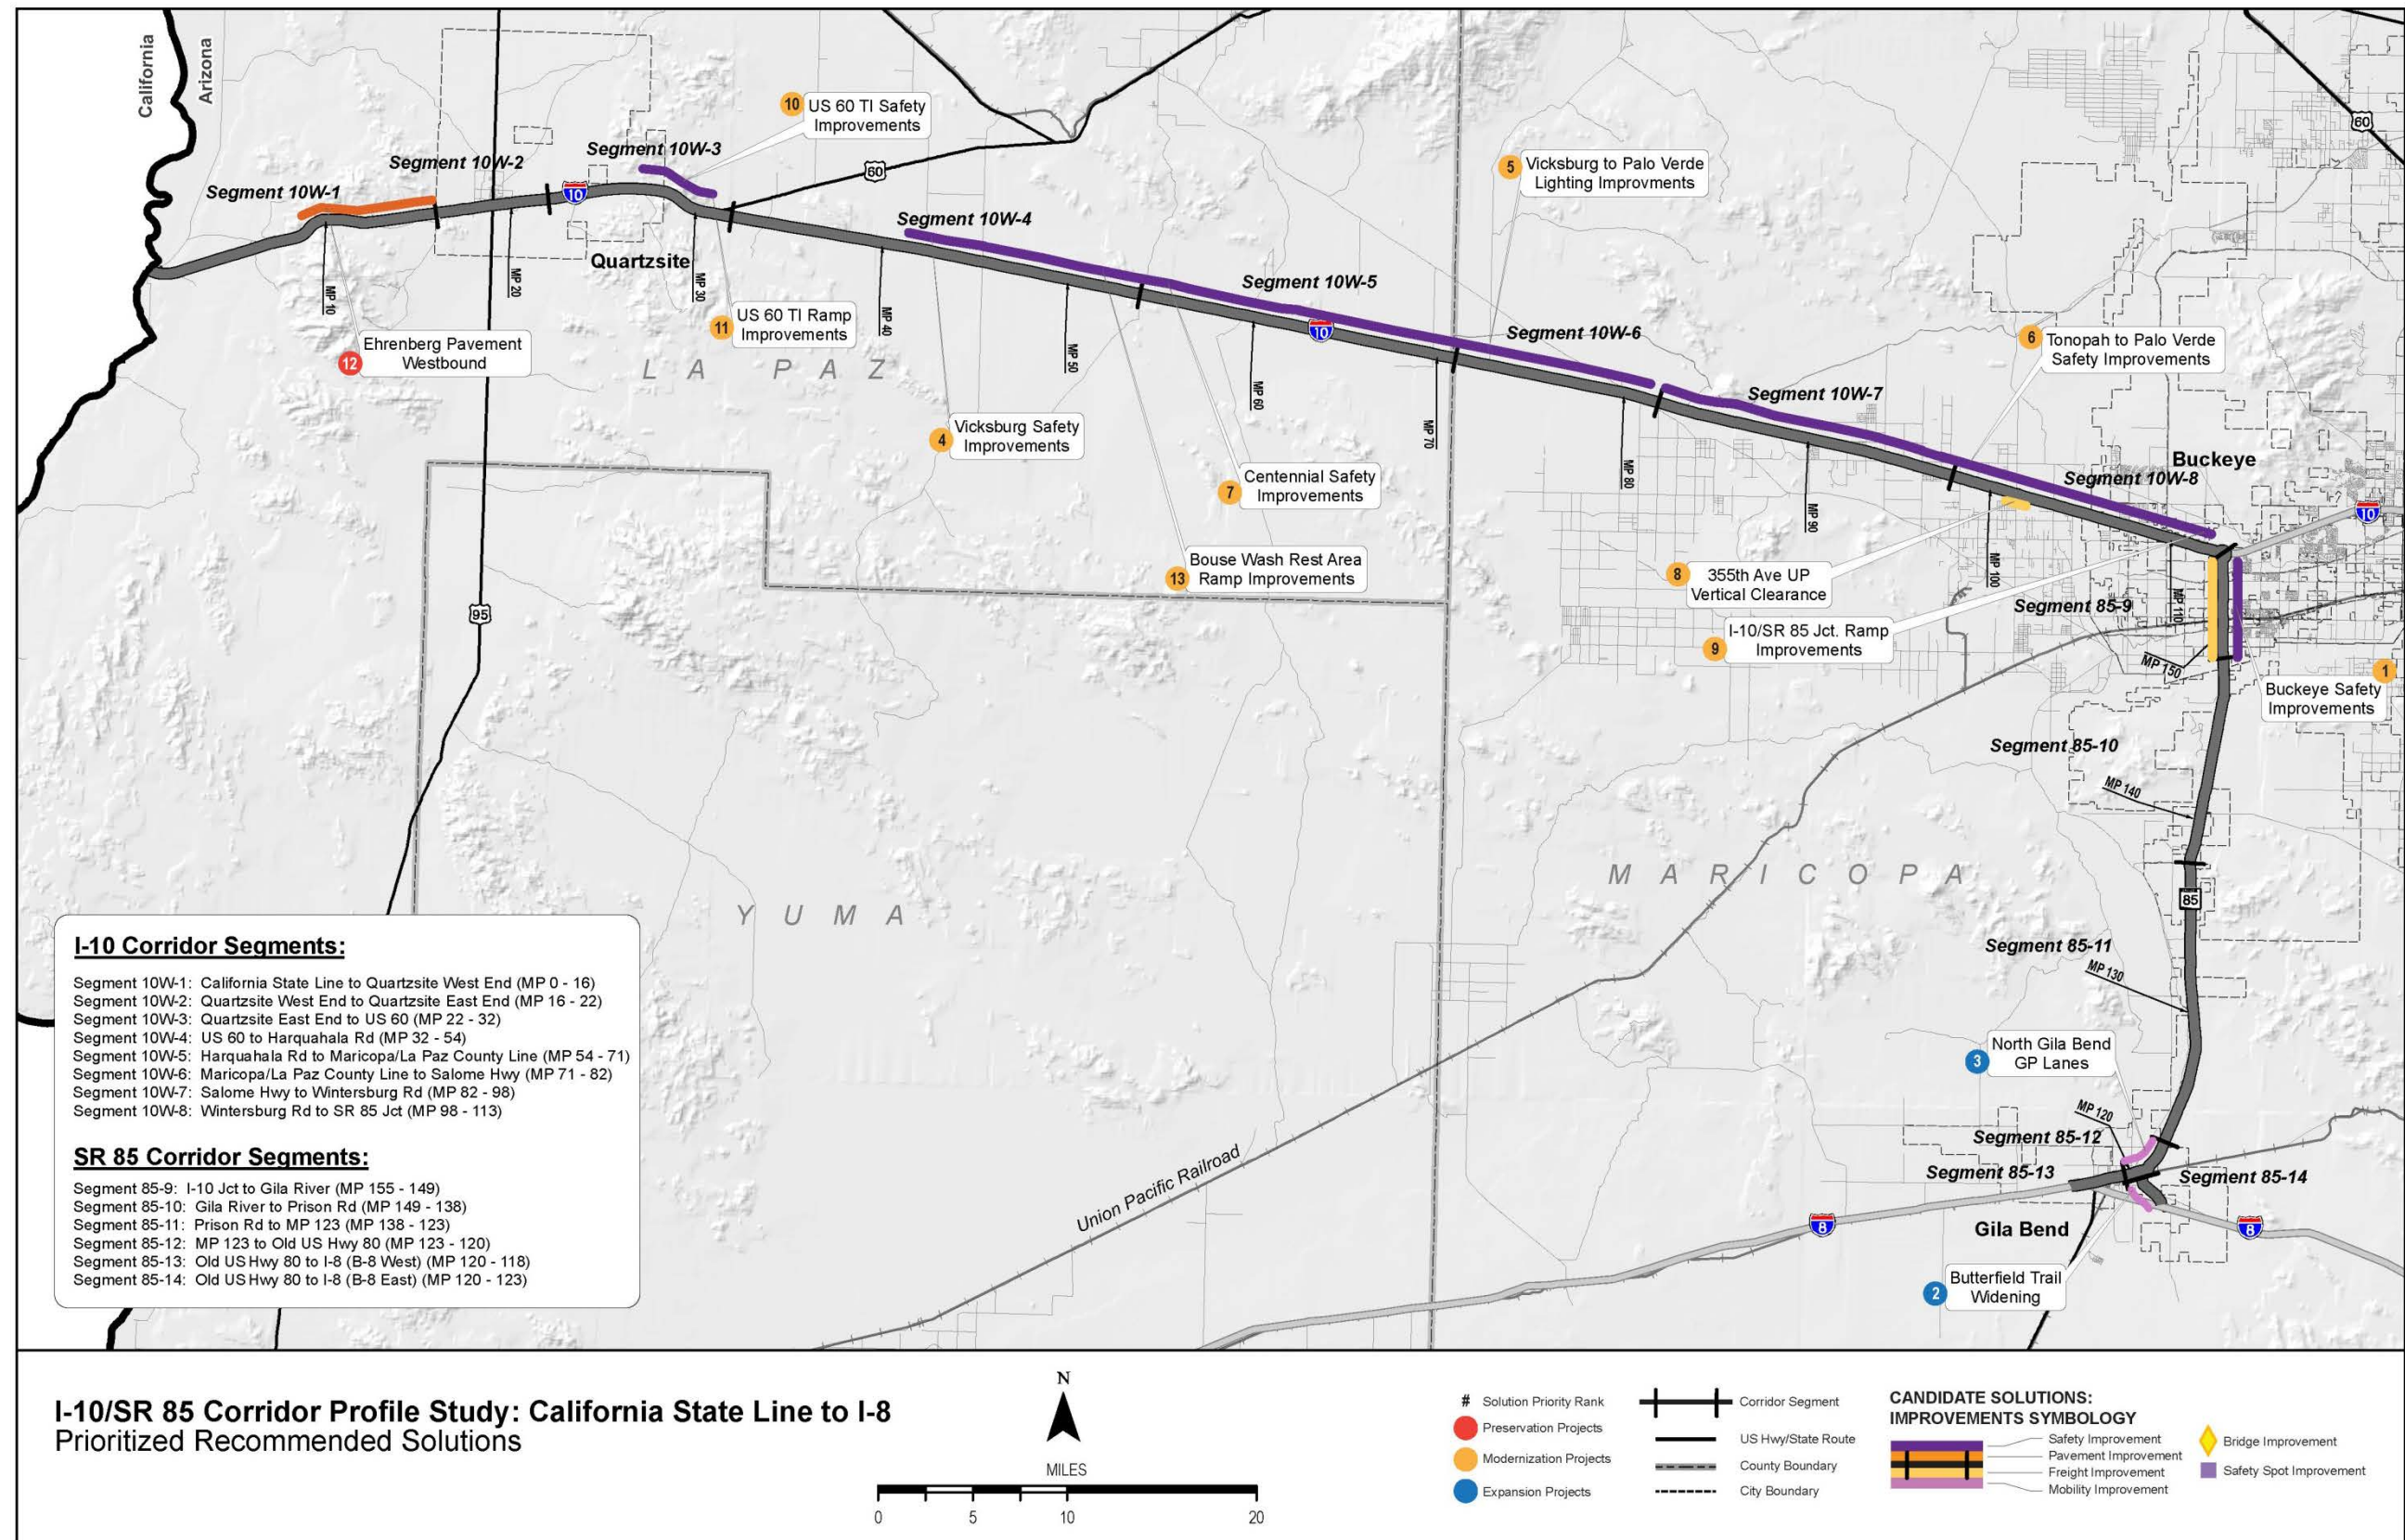 California
Arizona
Segment 10W-1
Segment 10W-2
Segment 10W-3
10
US 60 TI Safety
Improvements
10
60
60
Segment 10W-4
5
Vicksburg to Palo Verde
Lighting Improvments
Segment 10W-5
10
Segment 10W-6
6
Tonopah to Palo Verde
Safety Improvements
Segment 10W-7
Buckeye
Segment 10W-8
10
Quartzsite
MP 10
MP 20
MP 30
MP 40
MP 50
MP 60
MP 70
MP 80
MP 90
MP 100
MP 110
12
Ehrenberg Pavement
Westbound
11
US 60 TI Ramp
Improvements
LA PAZ
4
Vicksburg Safety
Improvements
7
Centennial Safety
Improvements
13
Bouse Wash Rest Area
Ramp Improvements
8
355th Ave UP
Vertical Clearance
9
I-10/SR 85 Jct. Ramp
Improvements
Segment 85-9
MP 150
1
Buckeye Safety
Improvements
95
Segment 85-10
MP 140
MARICOPA
YUMA
85
Segment 85-11
MP 130
3
North Gila Bend
GP Lanes
MP 120
Segment 85-12
Segment 85-13
Segment 85-14
Union Pacific Railroad
8
8
Gila Bend
2
Butterfield Trail
Widening
I-10 Corridor Segments:
Segment 10W-1: California State Line to Quartzsite West End (MP 0 - 16)
Segment 10W-2: Quartzsite West End to Quartzsite East End (MP 16 - 22)
Segment 10W-3: Quartzsite East End to US 60 (MP 22 - 32)
Segment 10W-4: US 60 to Harquahala Rd (MP 32 - 54)
Segment 10W-5: Harquahala Rd to Maricopa/La Paz County Line (MP 54 - 71)
Segment 10W-6: Maricopa/La Paz County Line to Salome Hwy (MP 71 - 82)
Segment 10W-7: Salome Hwy to Wintersburg Rd (MP 82 - 98)
Segment 10W-8: Wintersburg Rd to SR 85 Jct (MP 98 - 113)
SR 85 Corridor Segments:
Segment 85-9: I-10 Jct to Gila River (MP 155 - 149)
Segment 85-10: Gila River to Prison Rd (MP 149 - 138)
Segment 85-11: Prison Rd to MP 123 (MP 138 - 123)
Segment 85-12: MP 123 to Old US Hwy 80 (MP 123 - 120)
Segment 85-13: Old US Hwy 80 to I-8 (B-8 West) (MP 120 - 118)
Segment 85-14: Old US Hwy 80 to I-8 (B-8 East) (MP 120 - 123)
I-10/SR 85 Corridor Profile Study: California State Line to I-8
Prioritized Recommended Solutions
N
MILES
0 5 10 20
# Solution Priority Rank
Preservation Projects
Modernization Projects
Expansion Projects
Corridor Segment
US Hwy/State Route
County Boundary
City Boundary
CANDIDATE SOLUTIONS:
IMPROVEMENTS SYMBOLOGY
Safety Improvement
Pavement Improvement
Freight Improvement
Mobility Improvement
Bridge Improvement
Safety Spot Improvement